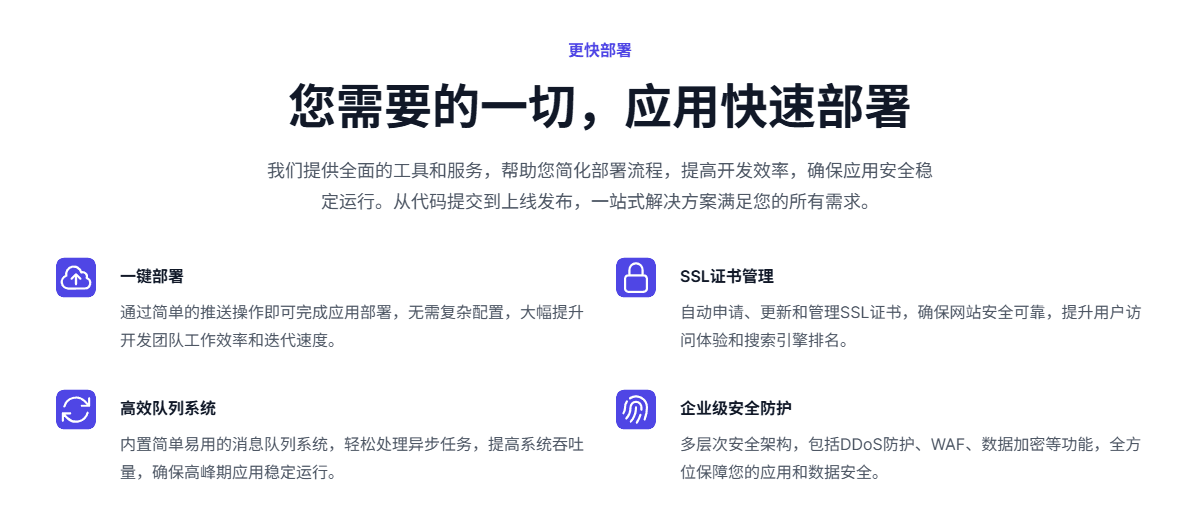 更快部署
您需要的一切，应用快速部署
我们提供全面的工具和服务，帮助您简化部署流程，提高开发效率，确保应用安全稳
定运行。从代码提交到上线发布，一站式解决方案满足您的所有需求。
一键部署
通过简单的推送操作即可完成应用部署，无需复杂配置，大幅提升
开发团队工作效率和迭代速度。
SSL证书管理
自动申请、更新和管理SSL证书，确保网站安全可靠，提升用户访
问体验和搜索引擎排名。
高效队列系统
内置简单易用的消息队列系统，轻松处理异步任务，提高系统吞吐
量，确保高峰期应用稳定运行。
企业级安全防护
多层次安全架构，包括DDoS防护、WAF、数据加密等功能，全方
位保障您的应用和数据安全。